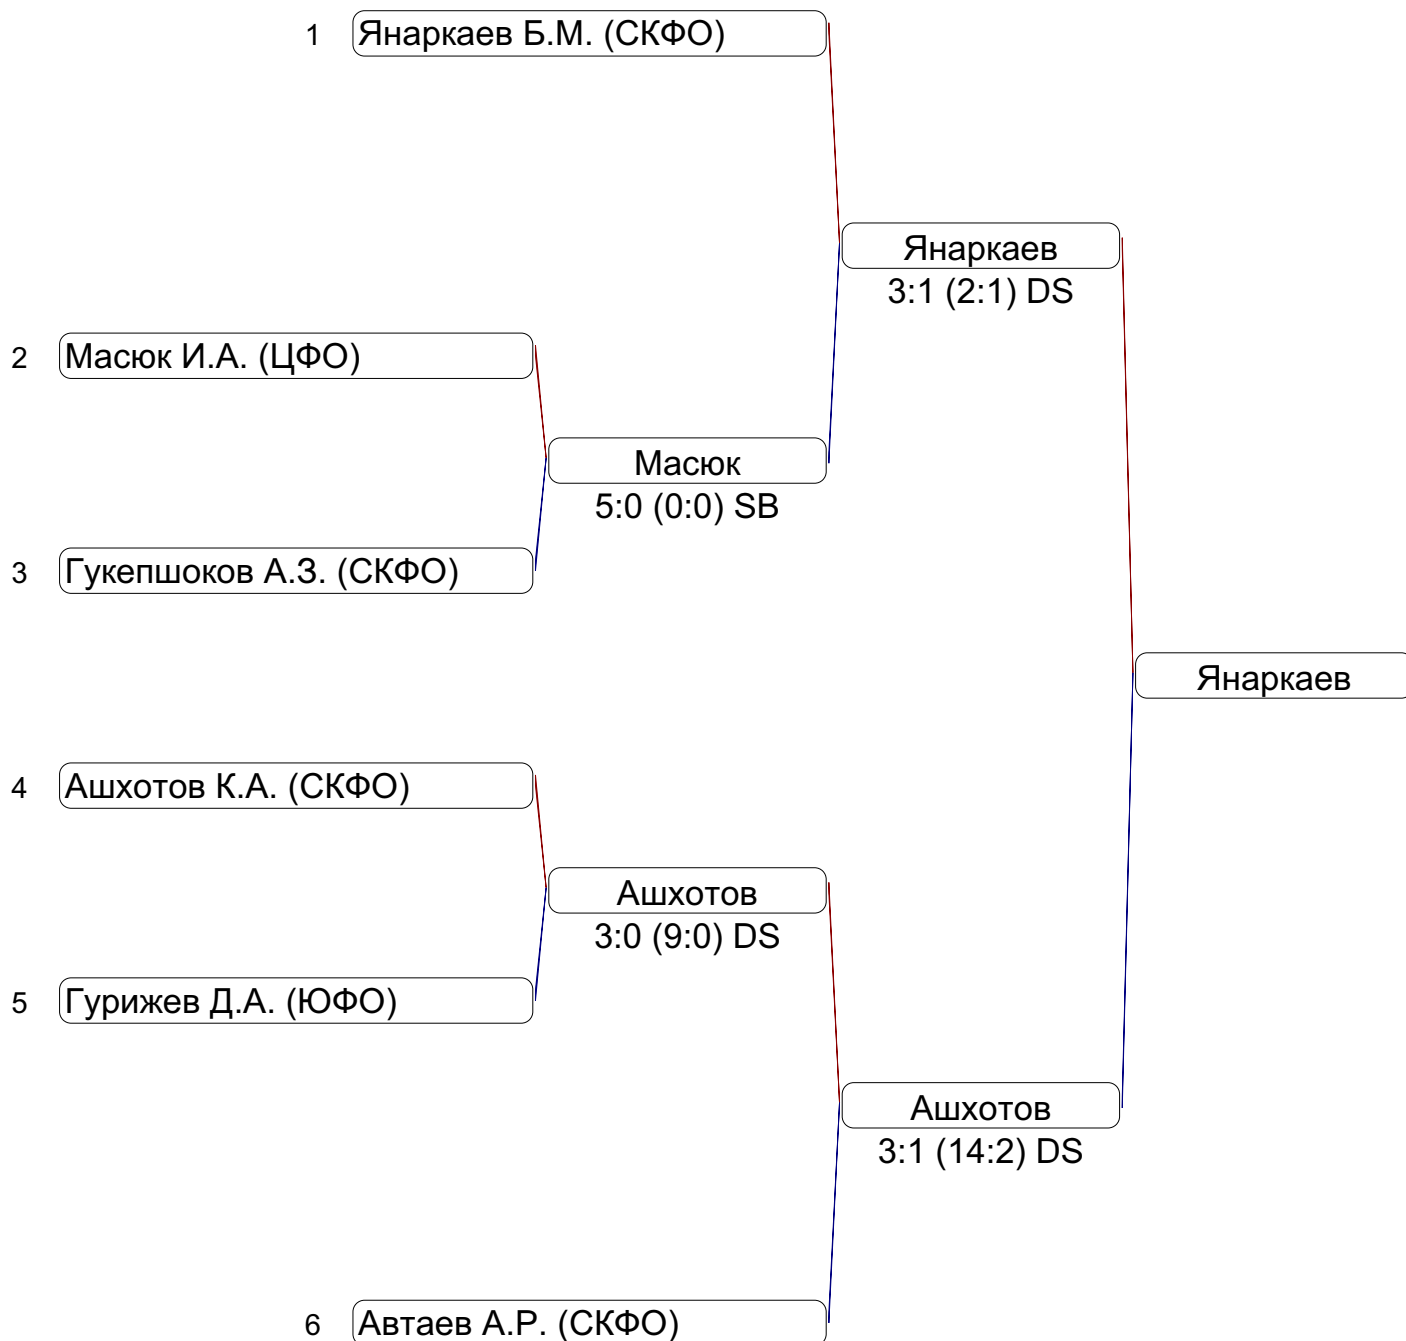 1 Янаркаев Б.М. (СКФО)
Янаркаев
3:1 (2:1) DS
2 Масюк И.А. (ЦФО)
Масюк
5:0 (0:0) SB
3 Гукепшоков А.З. (СКФО)
Янаркаев
4 Ашхотов К.А. (СКФО)
Ашхотов
3:0 (9:0) DS
5 Гурижев Д.А. (ЮФО)
Ашхотов
3:1 (14:2) DS
6 Автаев А.Р. (СКФО)